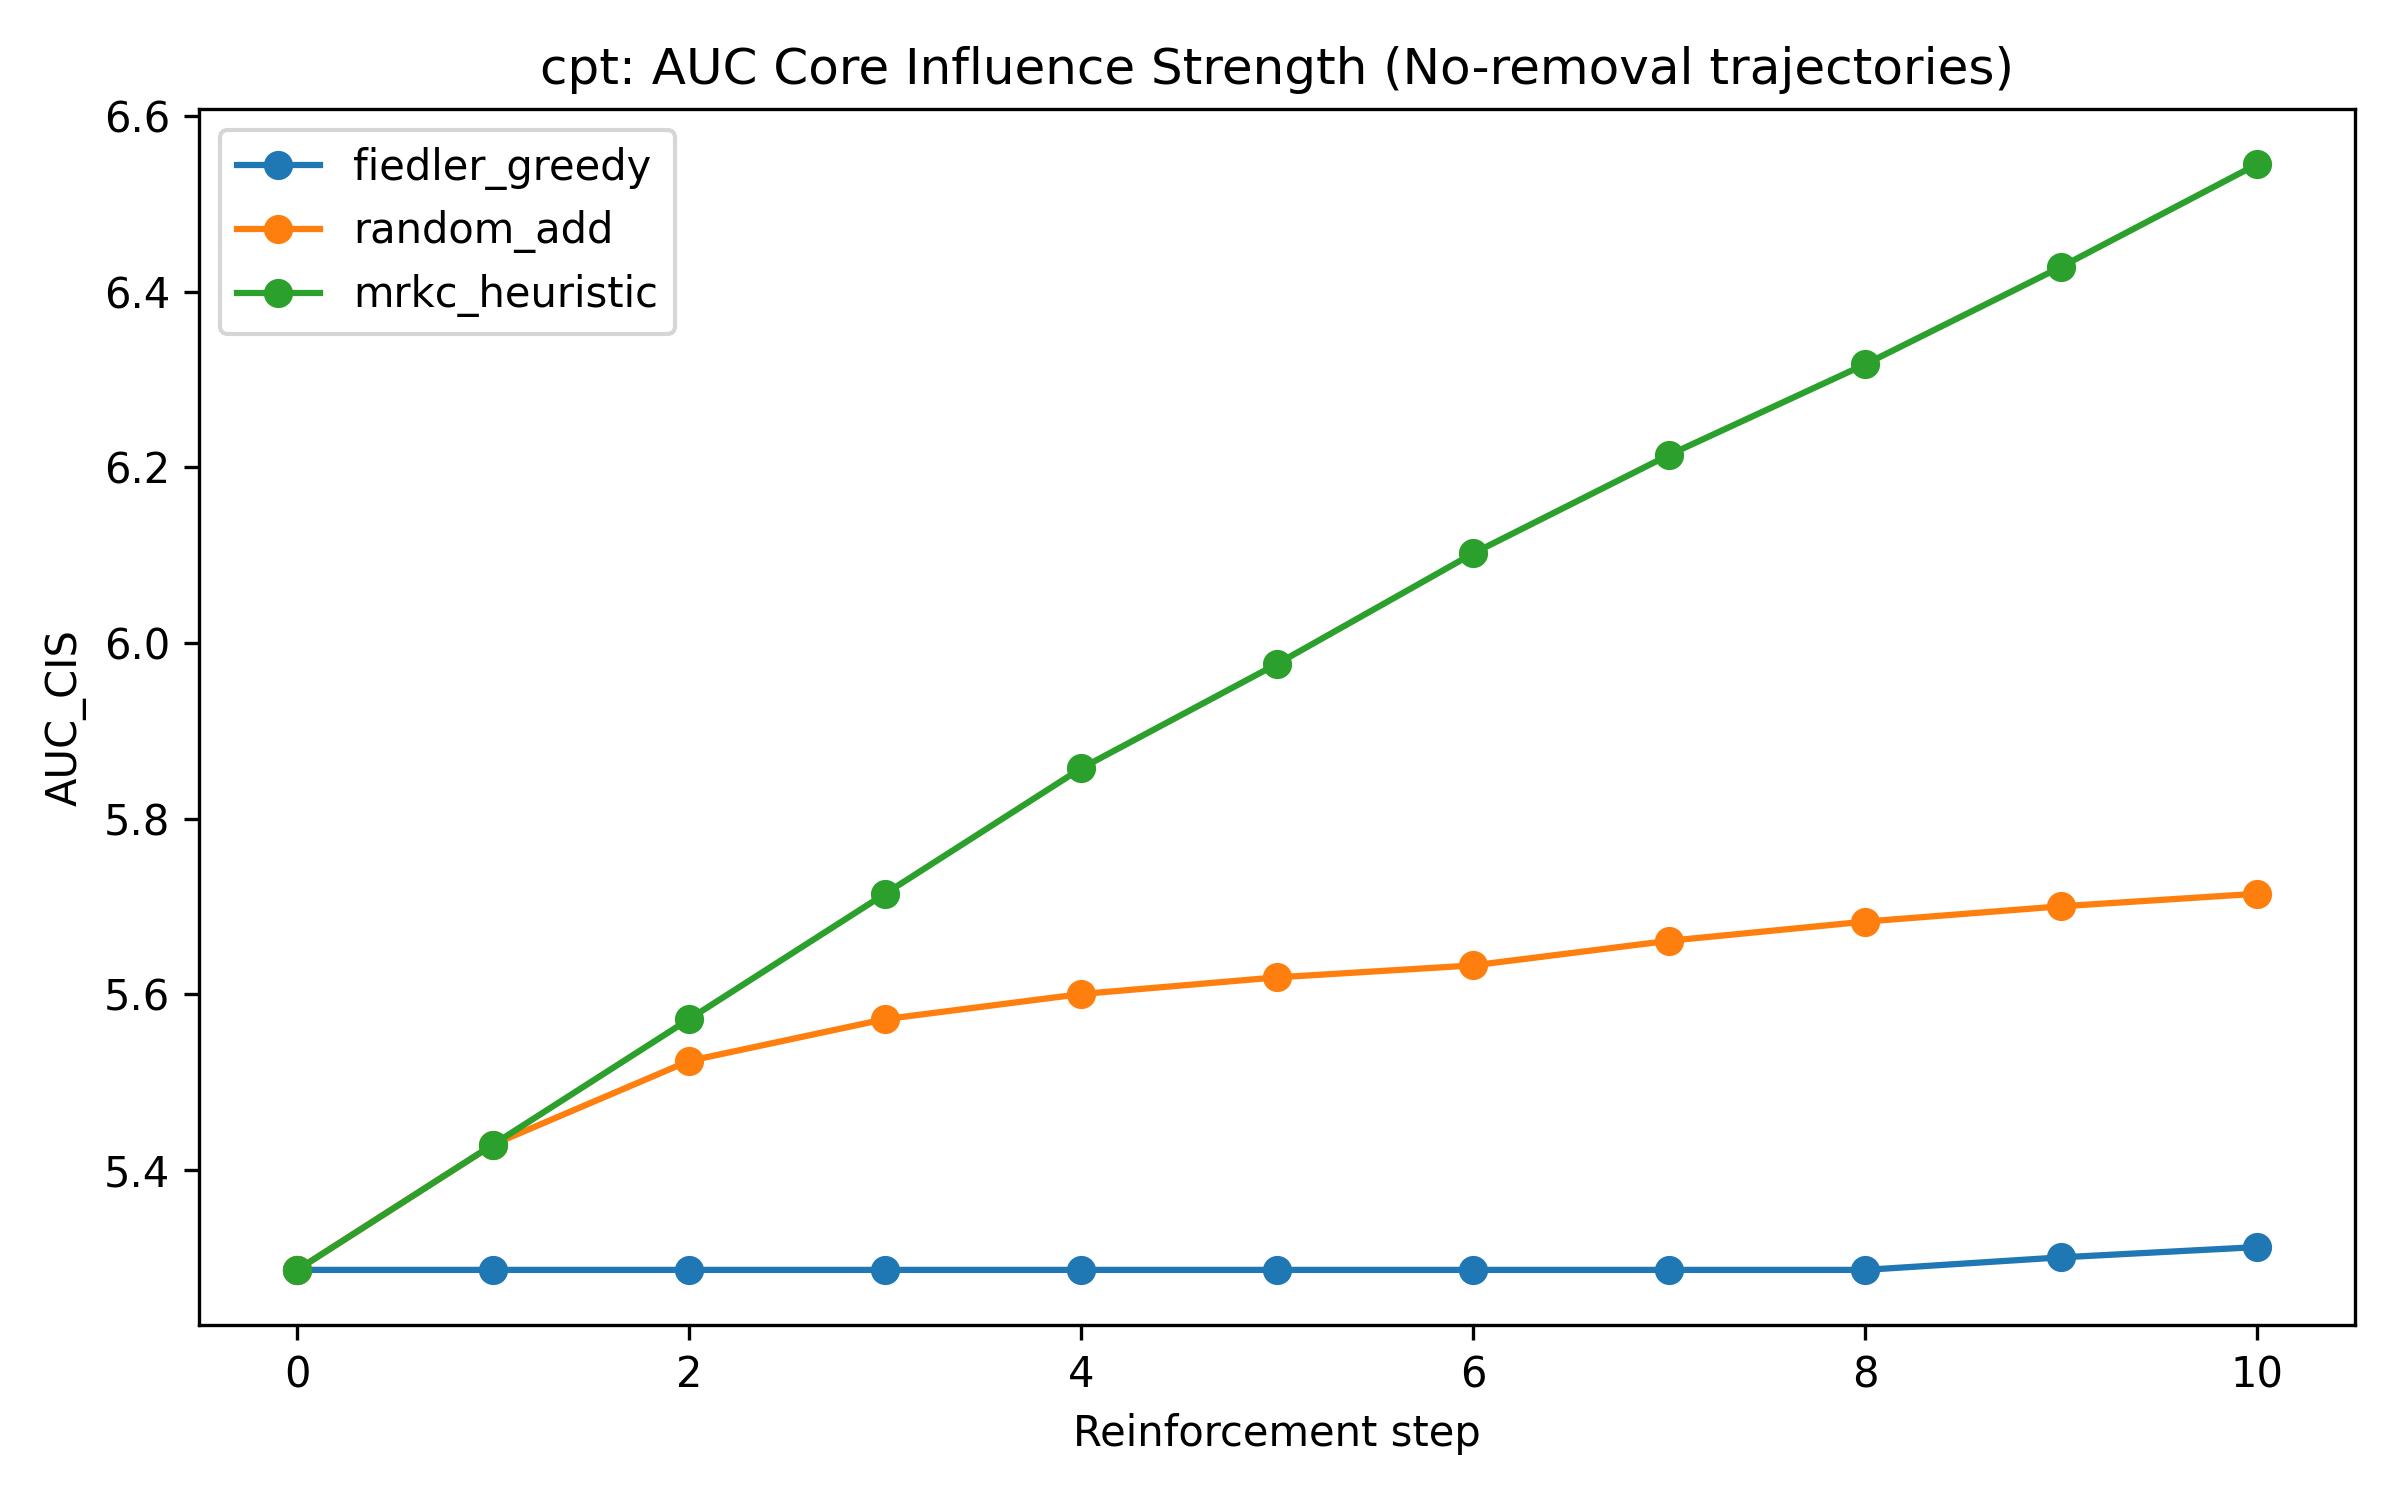 cpt: AUC Core Influence Strength (No-removal trajectories)
fiedler_greedy
random_add
mrkc_heuristic
AUC_CIS
6.6
6.4
6.2
6.0
5.8
5.6
5.4
0 2 4 6 8 10
Reinforcement step